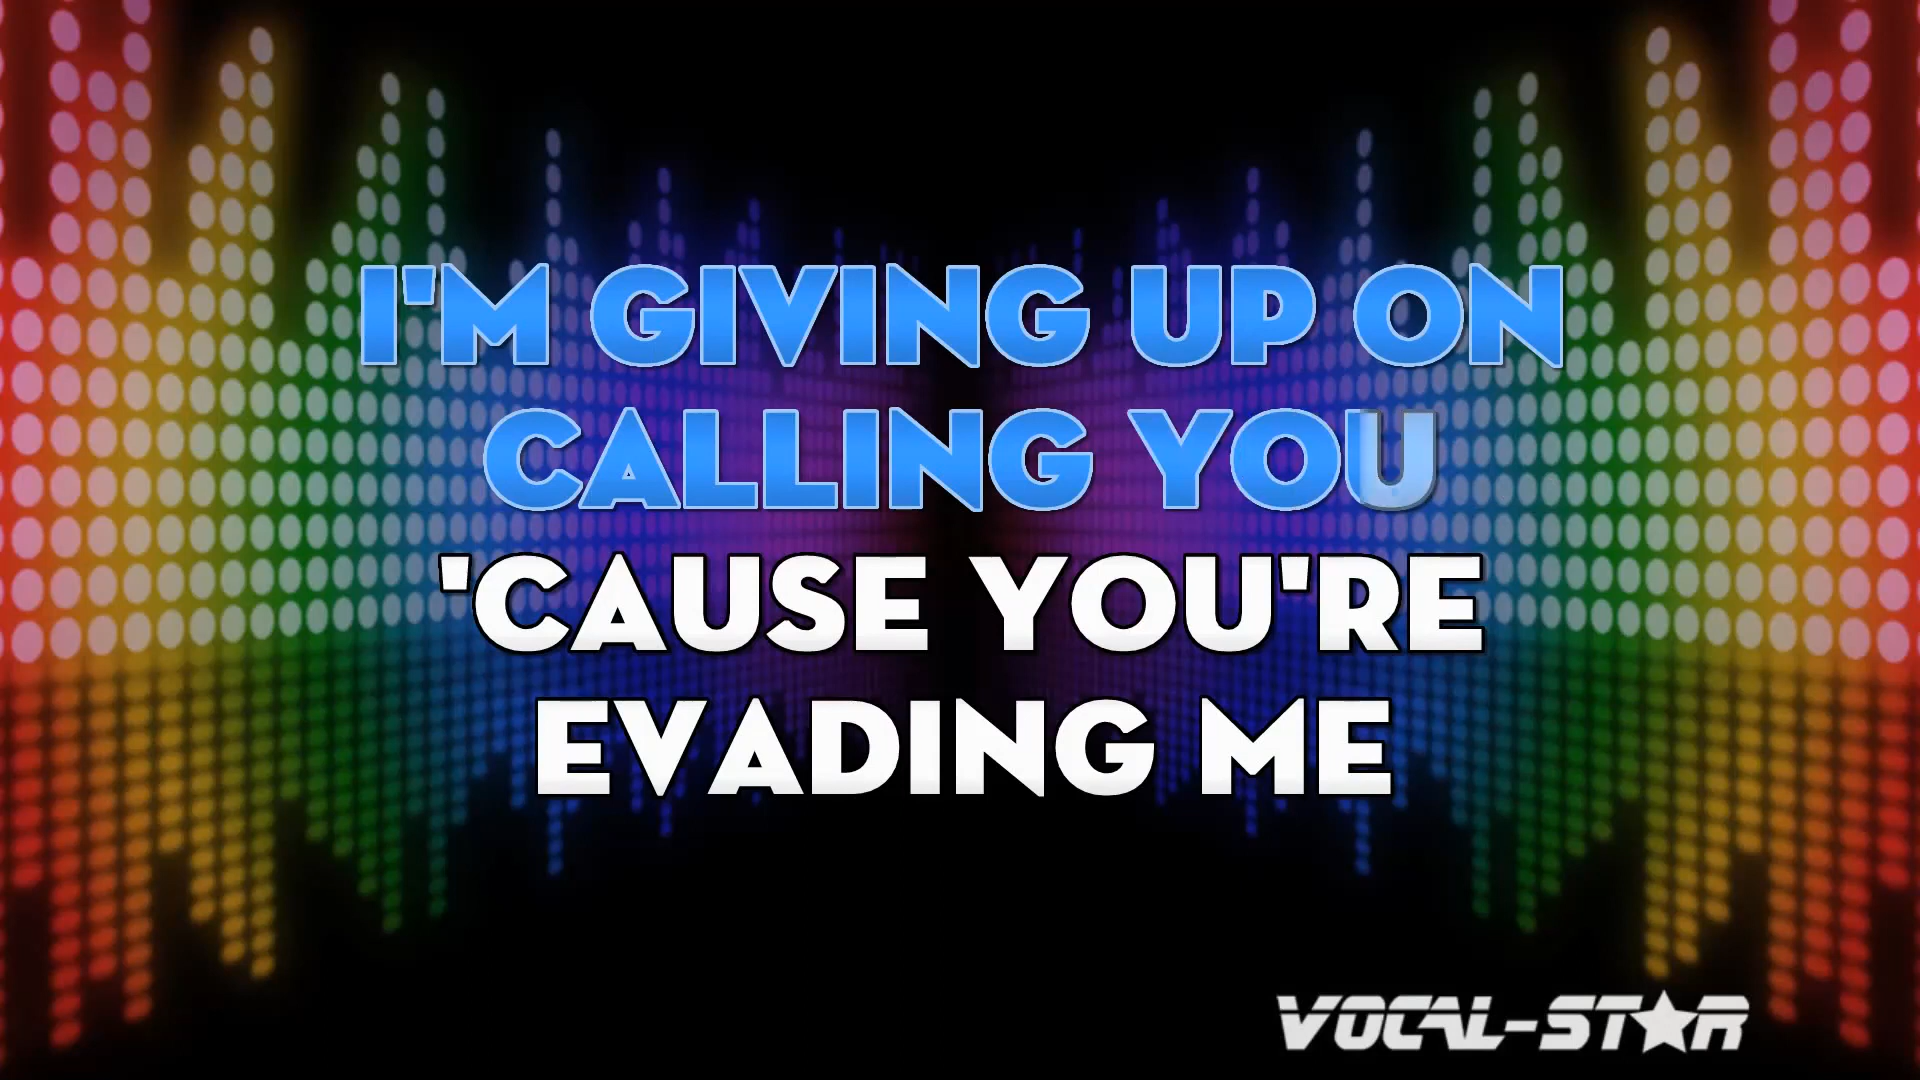 I'M GIVING UP ON
CALLING YOU
'CAUSE YOU'RE
EVADING ME
VOCAL-STAR